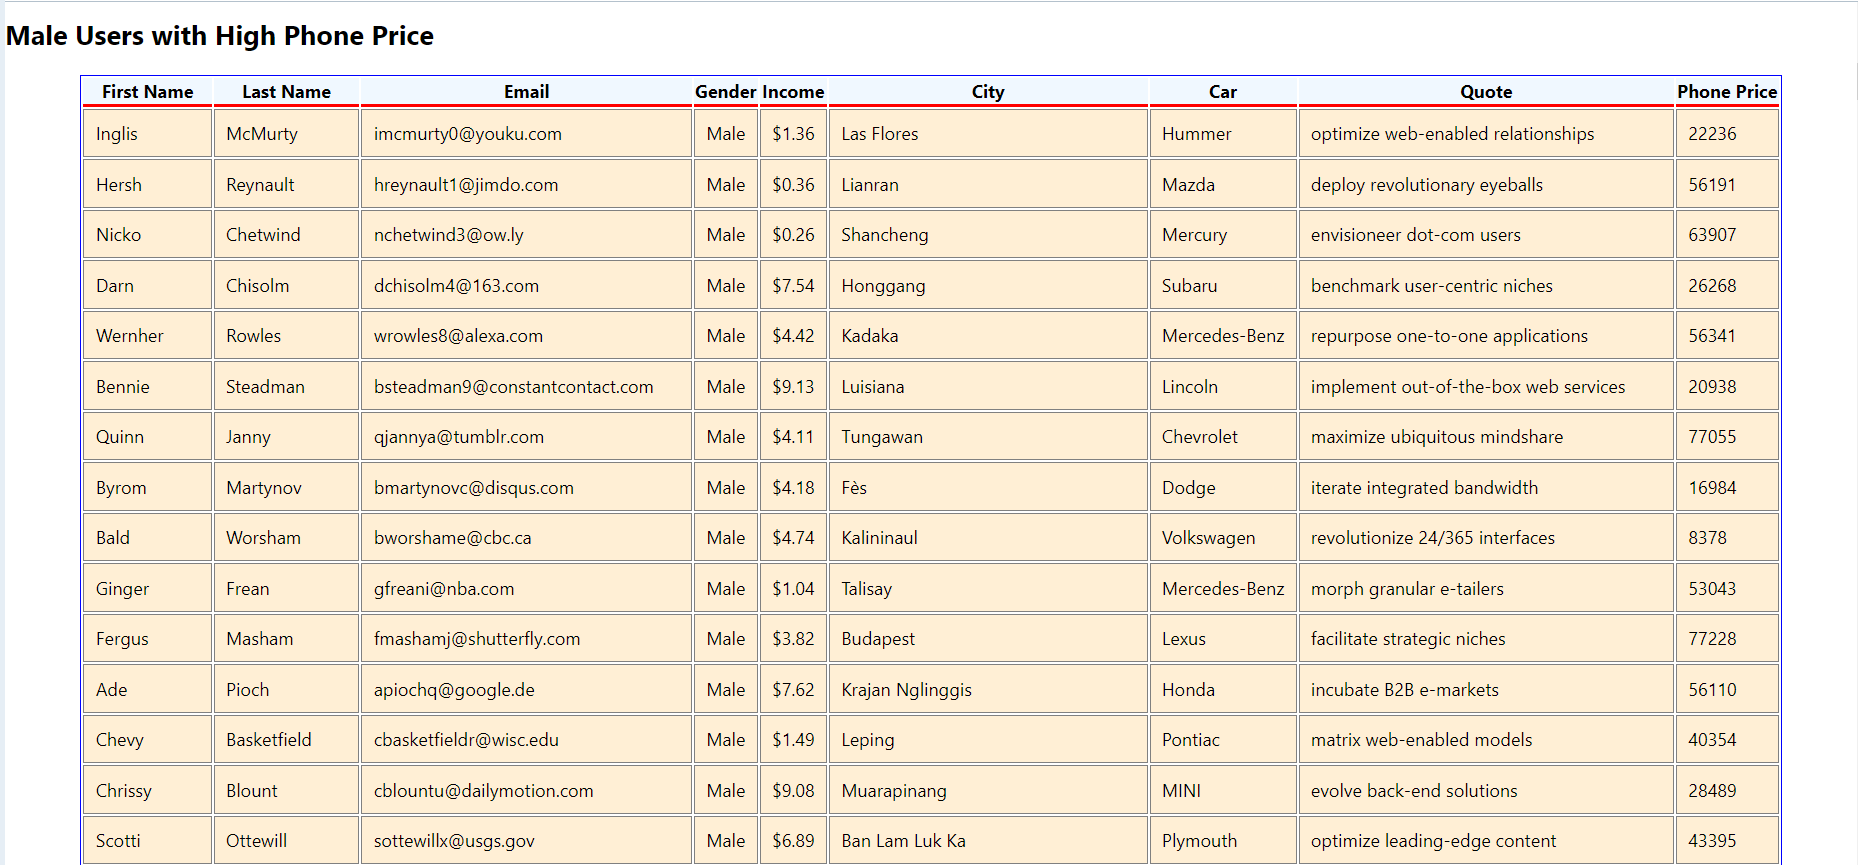 Male Users with High Phone Price
First Name Last Name Email Gender Income City Car Quote Phone Price
Inglis McMurty imcmurty0@youku.com Male $1.36 Las Flores Hummer optimize web-enabled relationships 22236
Hersh Reynault hreynault1@jimdo.com Male $0.36 Lianran Mazda deploy revolutionary eyeballs 56191
Nicko Chetwind nchetwind3@ow.ly Male $0.26 Shancheng Mercury envisioneer dot-com users 63907
Darn Chisolm dchisolm4@163.com Male $7.54 Honggang Subaru benchmark user-centric niches 26268
Wernher Rowles wrowles8@alexa.com Male $4.42 Kadaka Mercedes-Benz repurpose one-to-one applications 56341
Bennie Steadman bsteadman9@constantcontact.com Male $9.13 Luisiana Lincoln implement out-of-the-box web services 20938
Quinn Janny qjannya@tumblr.com Male $4.11 Tungawan Chevrolet maximize ubiquitous mindshare 77055
Byrom Martynov bmartynovc@disqus.com Male $4.18 Fès Dodge iterate integrated bandwidth 16984
Bald Worsham bworshame@cbc.ca Male $4.74 Kalininaul Volkswagen revolutionize 24/365 interfaces 8378
Ginger Frean gfreani@nba.com Male $1.04 Talisay Mercedes-Benz morph granular e-tailers 53043
Fergus Masham fmashamj@shutterfly.com Male $3.82 Budapest Lexus facilitate strategic niches 77228
Ade Pioch apiochq@google.de Male $7.62 Krajan Nglinggis Honda incubate B2B e-markets 56110
Chevy Basketfield cbasketfieldr@wisc.edu Male $1.49 Leping Pontiac matrix web-enabled models 40354
Chrissy Blount cblountu@dailymotion.com Male $9.08 Muarapinang MINI evolve back-end solutions 28489
Scotti Ottewill sottewillx@usgs.gov Male $6.89 Ban Lam Luk Ka Plymouth optimize leading-edge content 43395